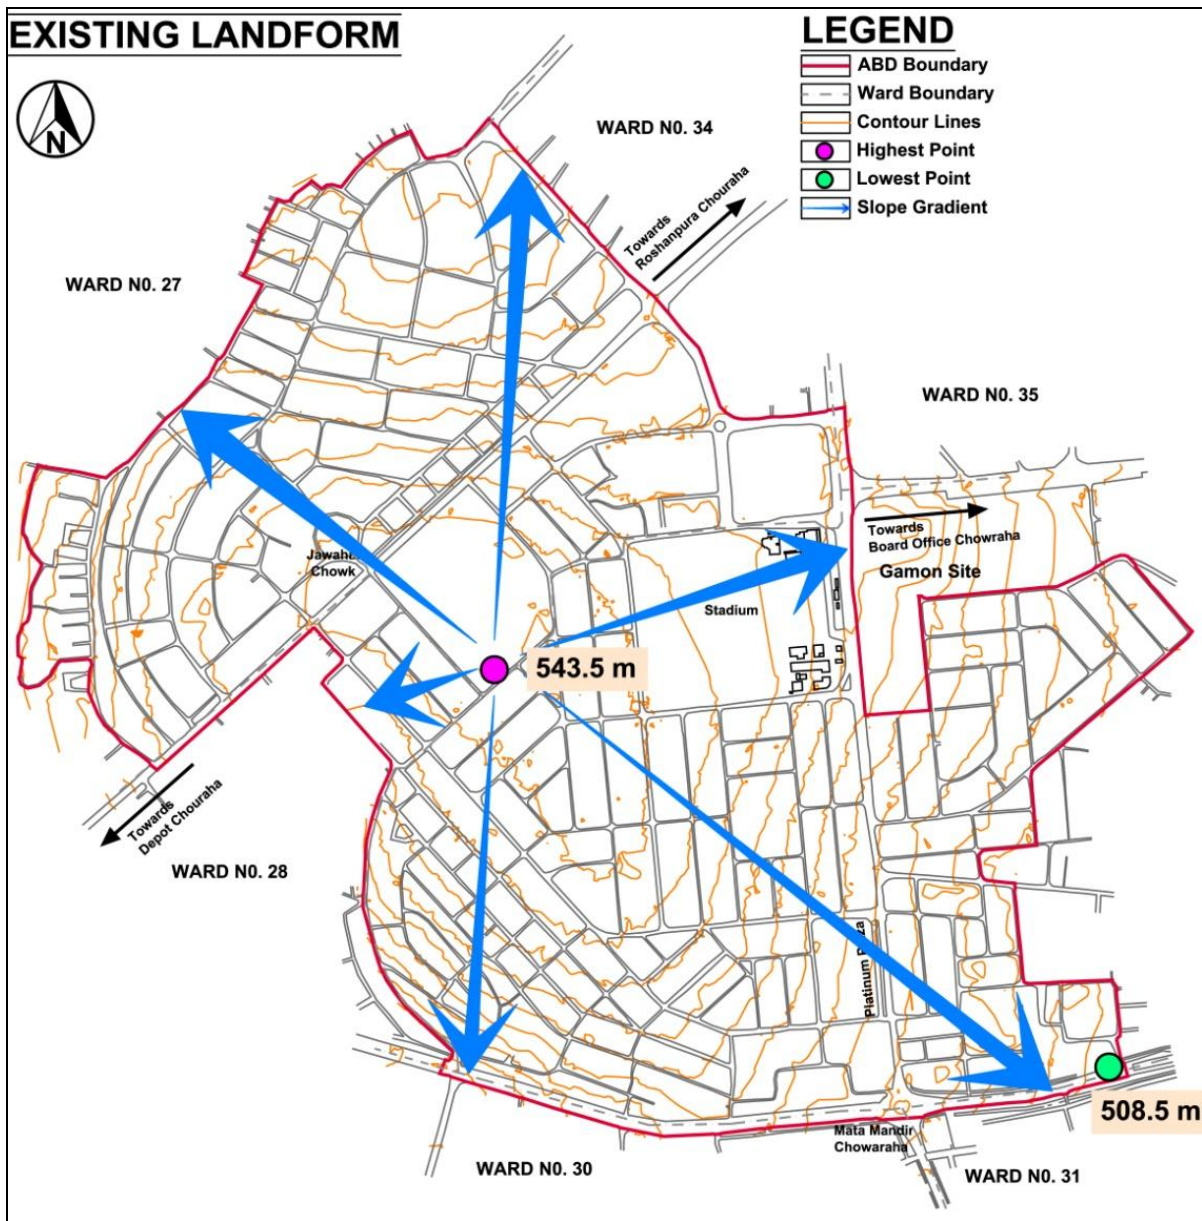 EXISTING LANDFORM
LEGEND
ABD Boundary
Ward Boundary
Contour Lines
Highest Point
Lowest Point
Slope Gradient
N
WARD N0. 34
Towards
Roshanpura Chouraha
WARD N0. 27
WARD N0. 35
Towards
Board Office Chowraha
Gamon Site
Jawahe
Chowk
Stadium
543.5 m
Towards
Depot Chouraha
WARD N0. 28
Platinum Plaza
508.5 m
Mata Mandir
Chowaraha
WARD N0. 30
WARD N0. 31